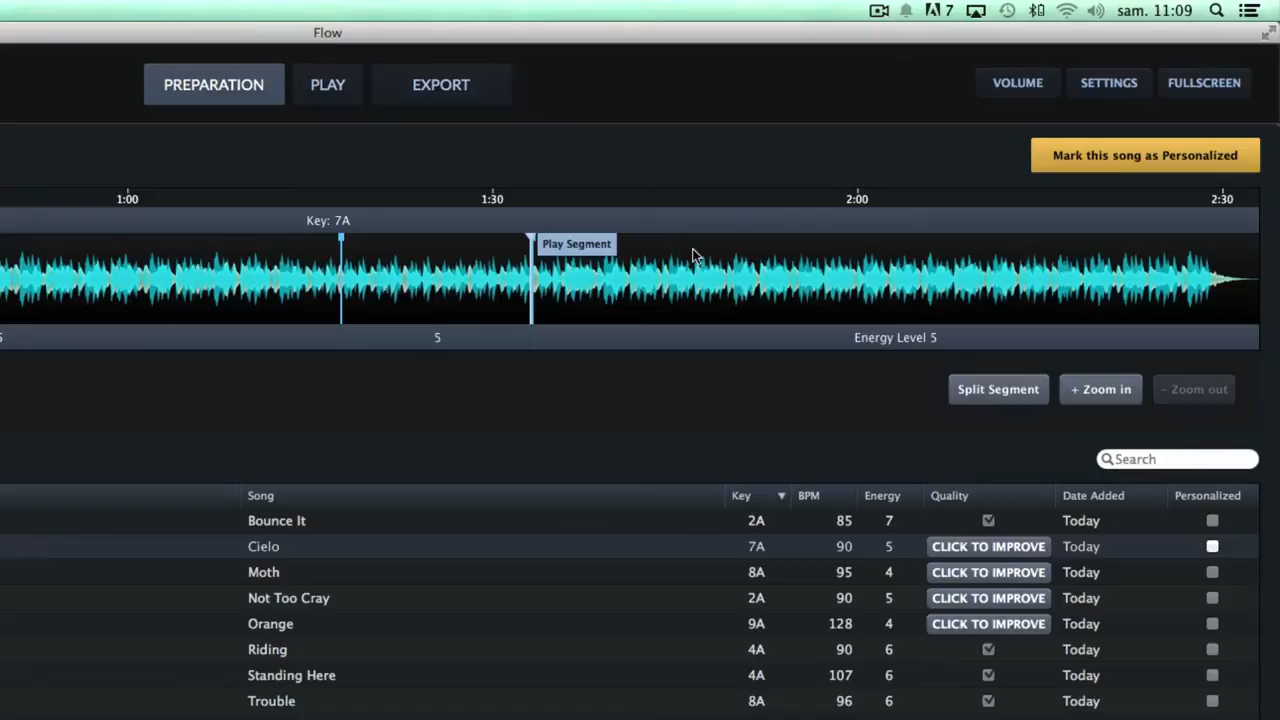 7 sam. 11:09
Flow
PREPARATION PLAY EXPORT VOLUME SETTINGS FULLSCREEN
Mark this song as Personalized
1:00 1:30 2:00 2:30
Key: 7A
Play Segment
5 5 Energy Level 5
Split Segment + Zoom in - Zoom out
Search
Song Key BPM Energy Quality Date Added Personalized
Bounce It 2A 85 7 Today
Cielo 7A 90 5 CLICK TO IMPROVE Today
Moth 8A 95 4 CLICK TO IMPROVE Today
Not Too Cray 2A 90 5 CLICK TO IMPROVE Today
Orange 9A 128 4 CLICK TO IMPROVE Today
Riding 4A 90 6 Today
Standing Here 4A 107 6 Today
Trouble 8A 96 6 Today